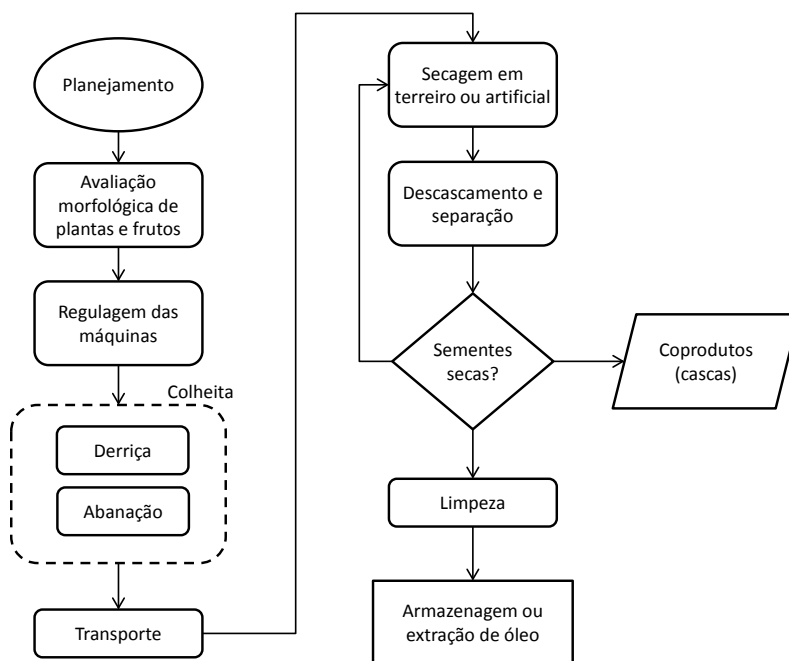 Planejamento
Avaliação
morfológica de
plantas e frutos
Regulagem das
máquinas
Colheita
Derriça
Abanação
Transporte
Secagem em
terreiro ou artificial
Descascamento e
separação
Sementes
secas?
Coprodutos
(cascas)
Limpeza
Armazenagem ou
extração de óleo